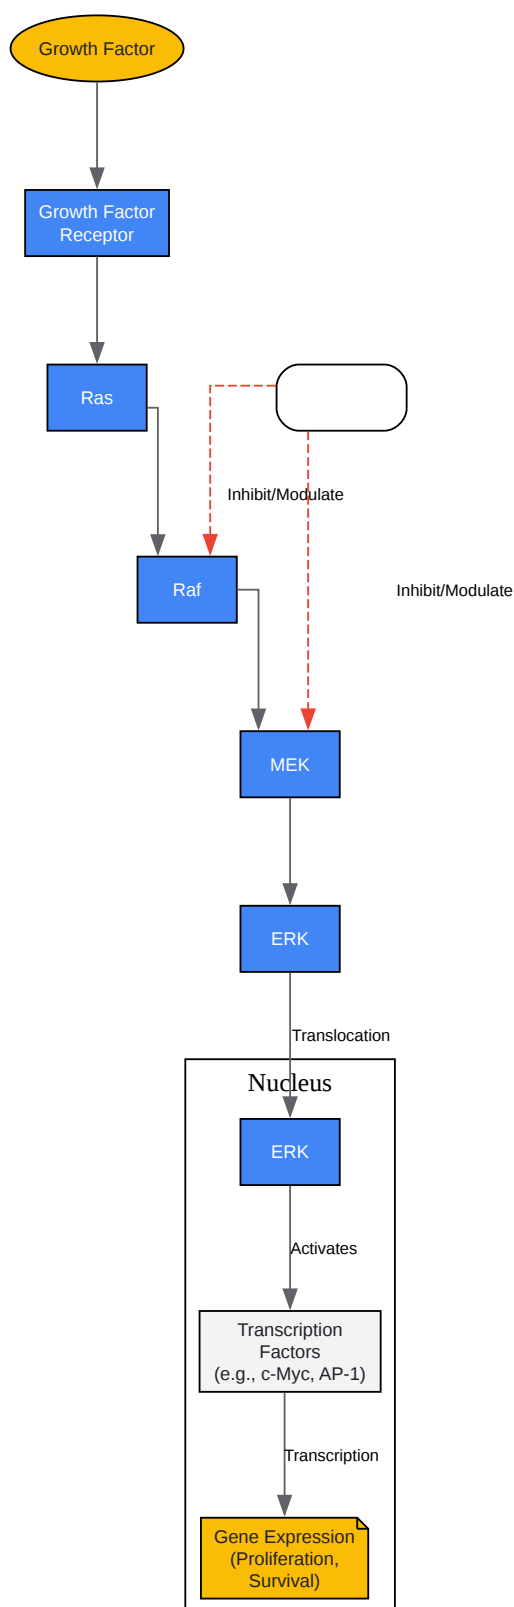 Growth Factor
Growth Factor
Receptor
Ras
Inhibit/Modulate
Raf
Inhibit/Modulate
MEK
ERK
Translocation
Nucleus
ERK
Activates
Transcription
Factors
(e.g., c-Myc, AP-1)
Transcription
Gene Expression
(Proliferation,
Survival)